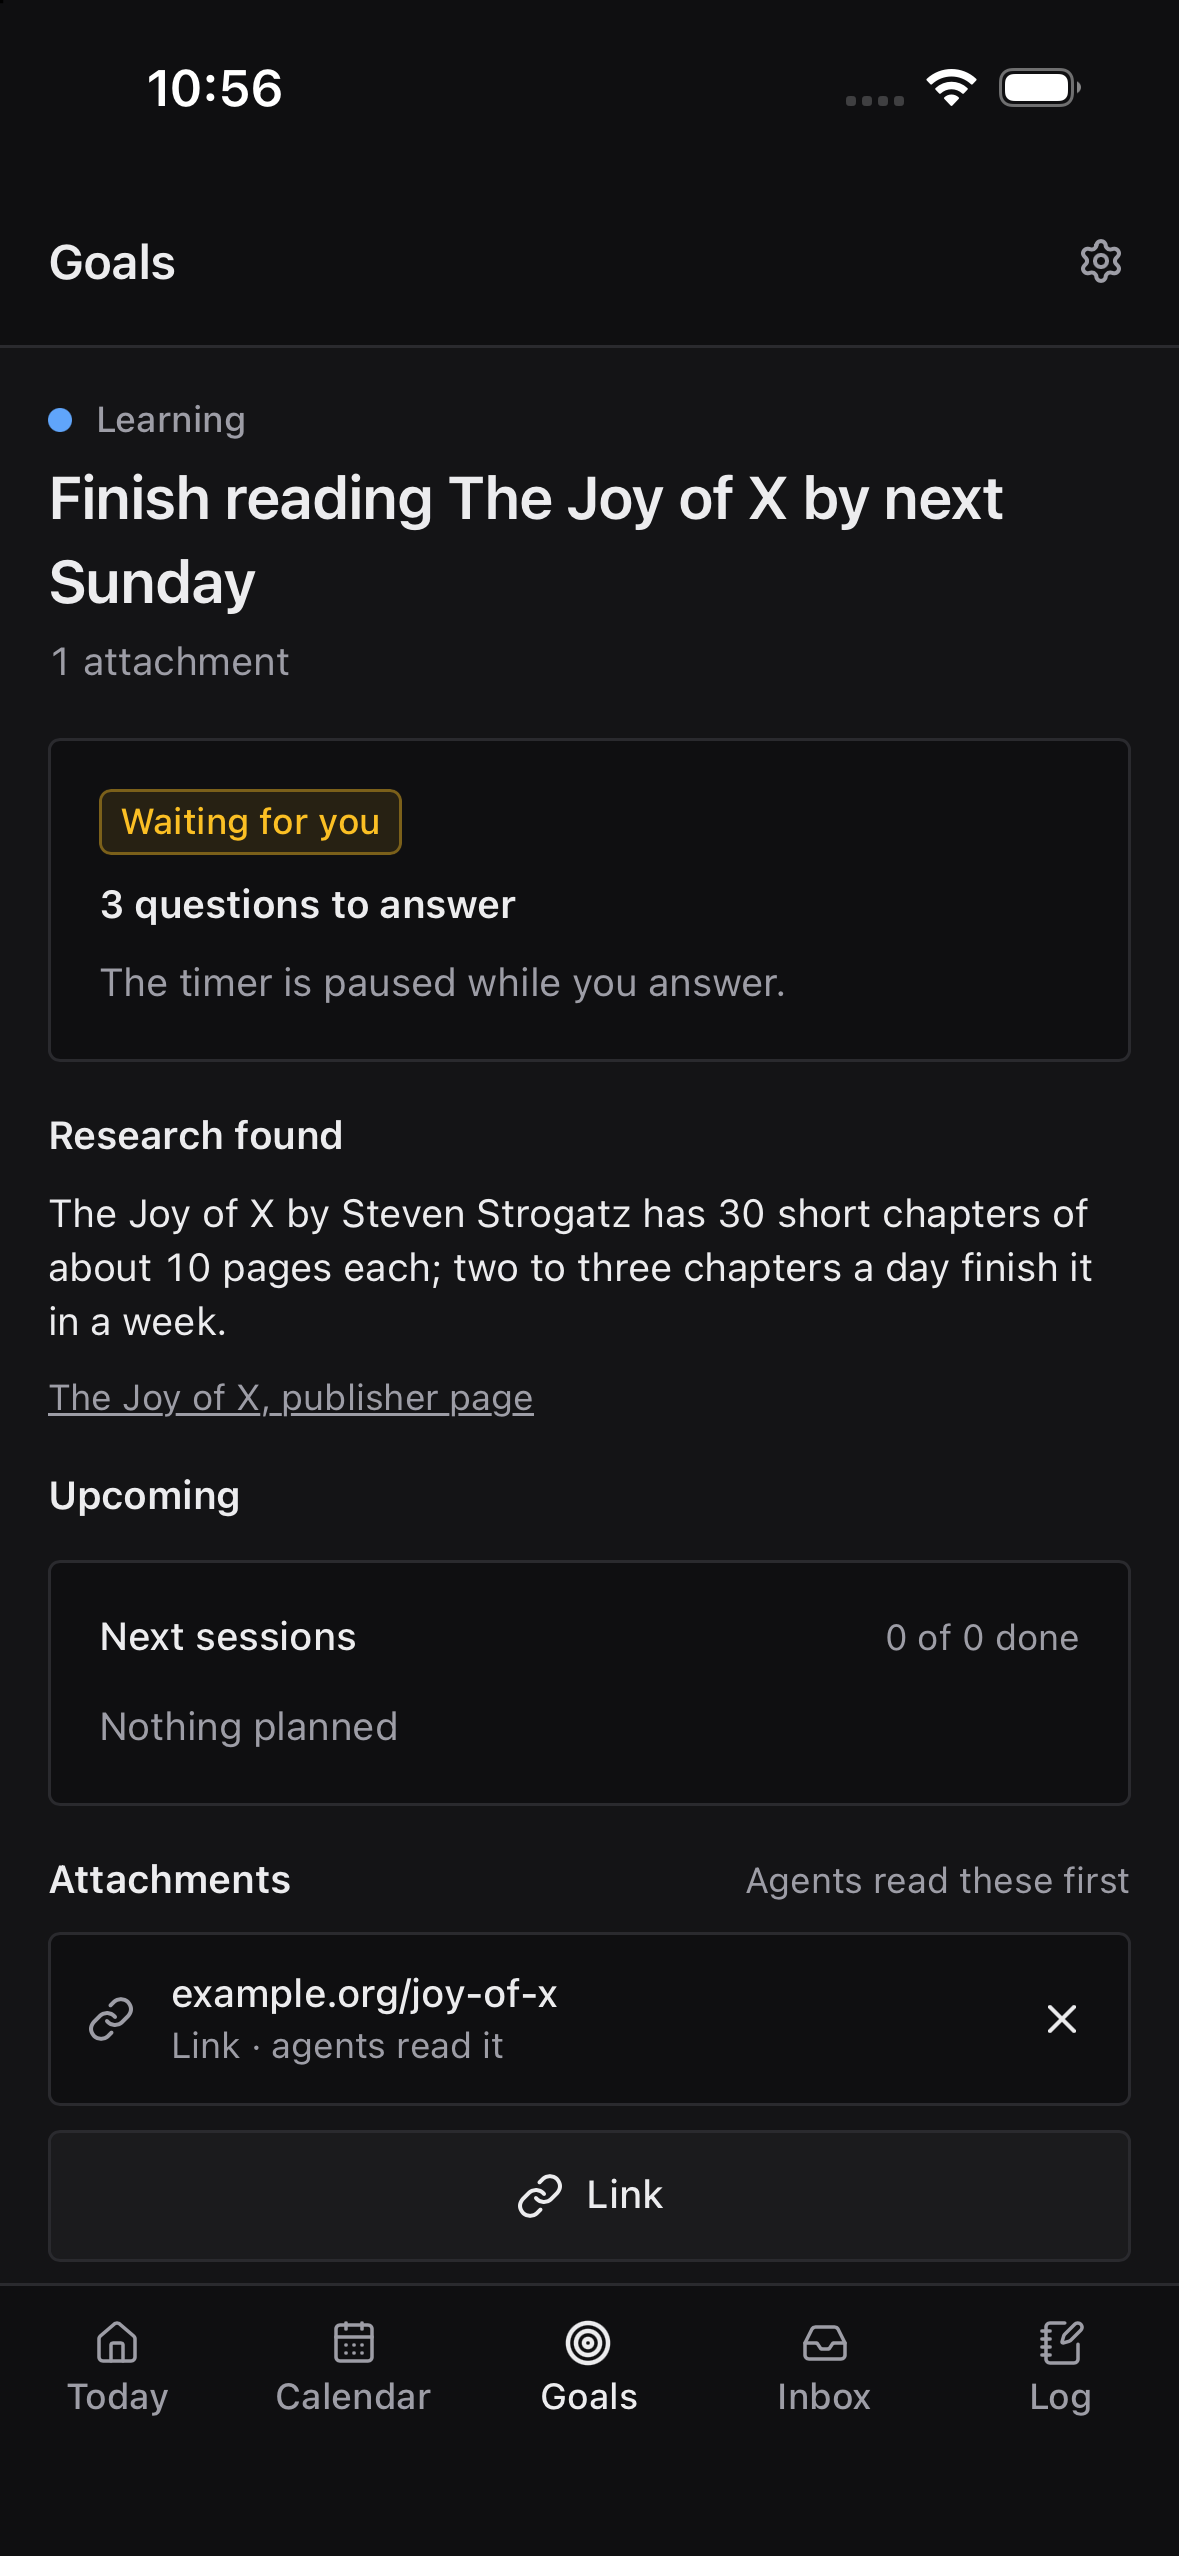 10:56
Goals
Learning
Finish reading The Joy of X by next
Sunday
1 attachment
Waiting for you
3 questions to answer
The timer is paused while you answer.
Research found
The Joy of X by Steven Strogatz has 30 short chapters of
about 10 pages each; two to three chapters a day finish it
in a week.
The Joy of X, publisher page
Upcoming
Next sessions
0 of 0 done
Nothing planned
Attachments
Agents read these first
example.org/joy-of-x
Link · agents read it
Link
Today
Calendar
Goals
Inbox
Log